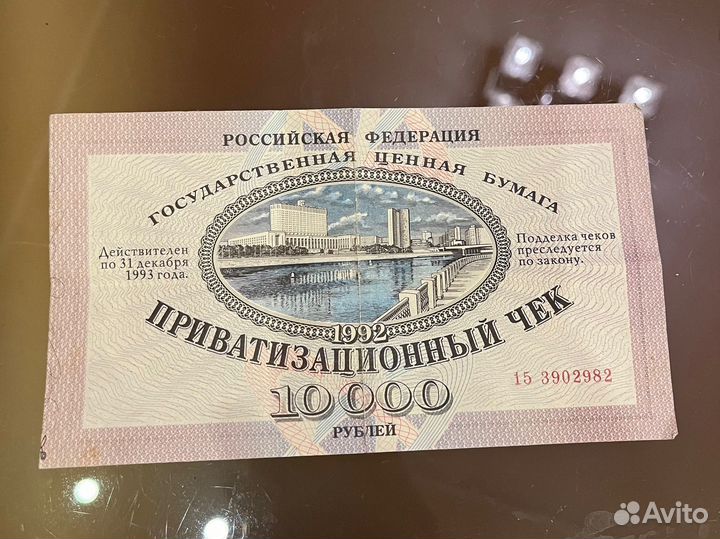 РОССИЙСКАЯ ФЕДЕРАЦИЯ
ГОСУДАРСТВЕННАЯ ЦЕННАЯ БУМАГА
Действителен
по 31 декабря
1993 года.
Подделка чеков
преследуется
по закону.
1992
ПРИВАТИЗАЦИОННЫЙ ЧЕК
15 3902982
10000
РУБЛЕЙ
Avito